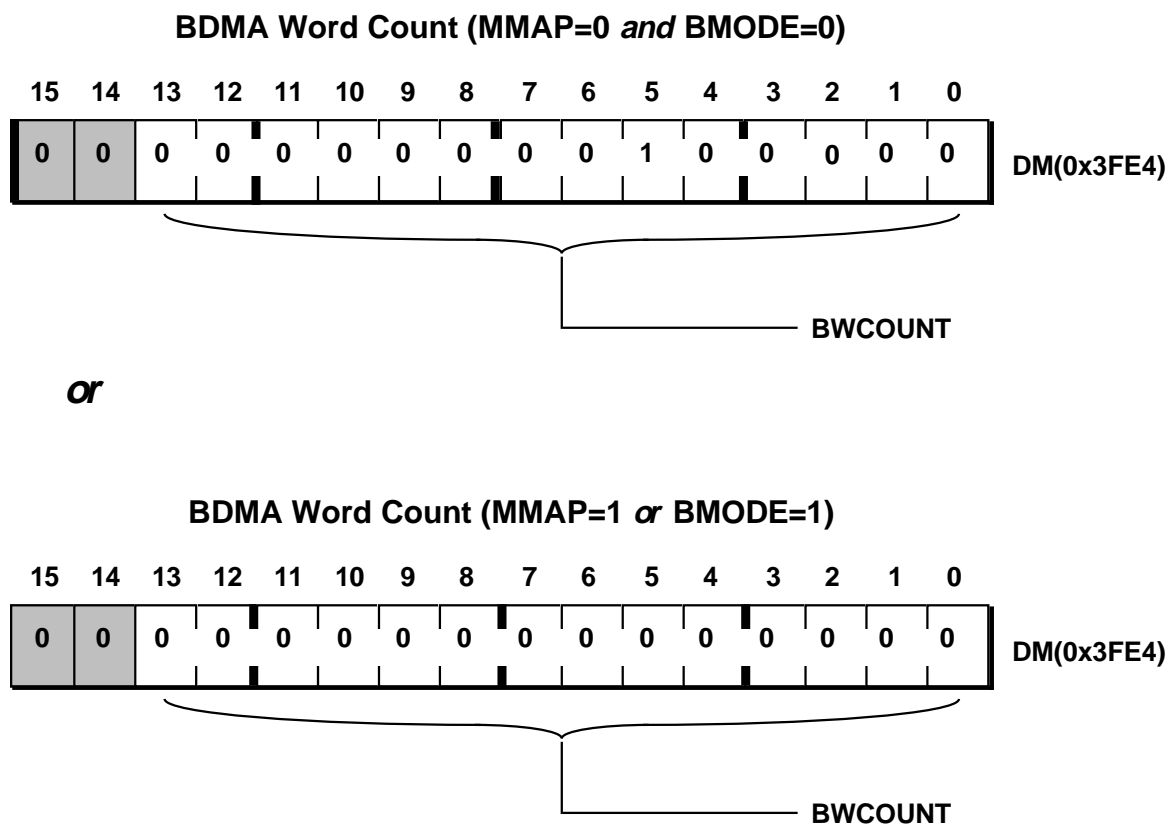 BDMA Word Count (MMAP=0 and BMODE=0)
15 14 13 12 11 10 9 8 7 6 5 4 3 2 1 0
0 0 0 0 0 0 0 0 0 0 1 0 0 0 0 0
DM(0x3FE4)
BWCOUNT
or
BDMA Word Count (MMAP=1 or BMODE=1)
15 14 13 12 11 10 9 8 7 6 5 4 3 2 1 0
0 0 0 0 0 0 0 0 0 0 0 0 0 0 0 0
DM(0x3FE4)
BWCOUNT